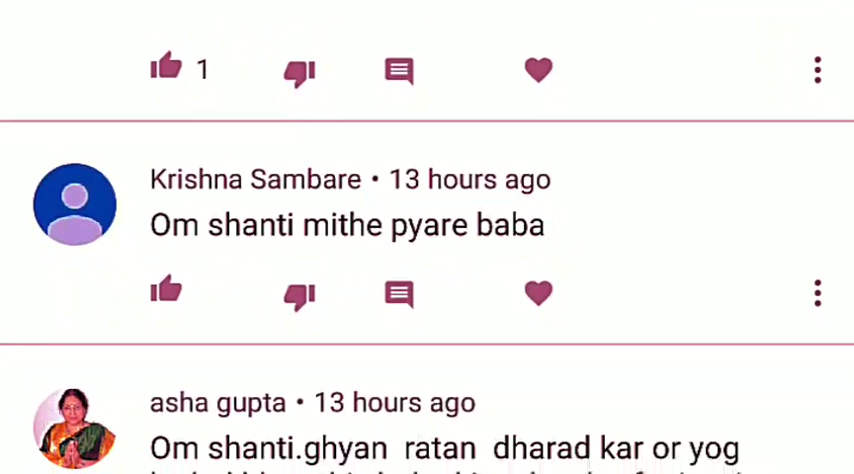 1
Krishna Sambare • 13 hours ago
Om shanti mithe pyare baba
asha gupta • 13 hours ago
Om shanti.ghyan ratan dharad kar or yog